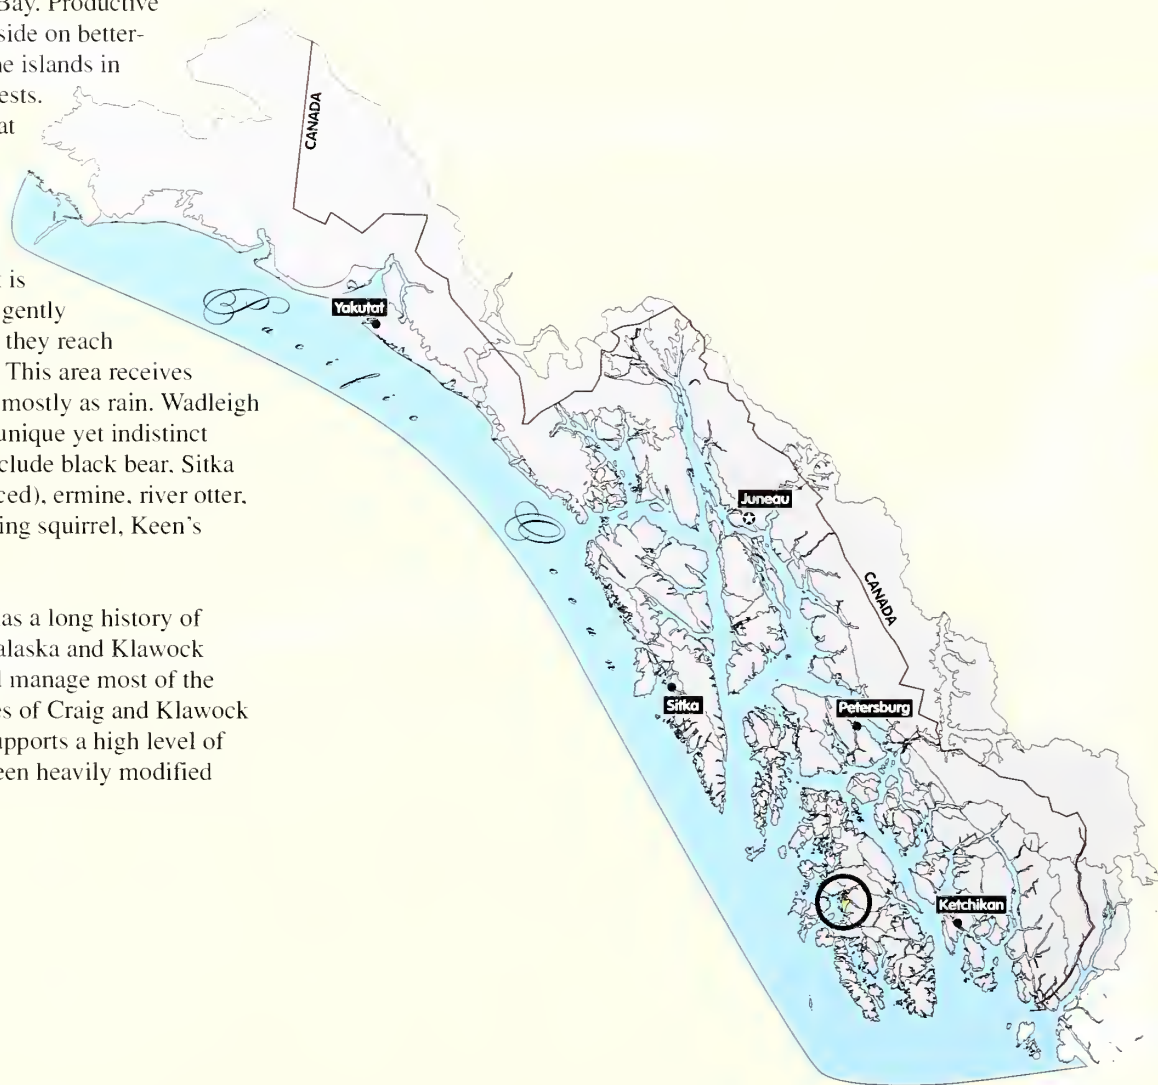 Bay. Productive
side on better-
ne islands in
ests.
at
is
gently
they reach
This area receives
mostly as rain. Wadleigh
unique yet indistinct
clude black bear, Sitka
ced), ermine, river otter,
ing squirrel, Keen's
as a long history of
alaska and Klawock
manage most of the
es of Craig and Klawock
pports a high level of
een heavily modified
CANADA
Yakutat
Pacific
Ocean
Juneau
CANADA
Sitka
Petersburg
Ketchikan